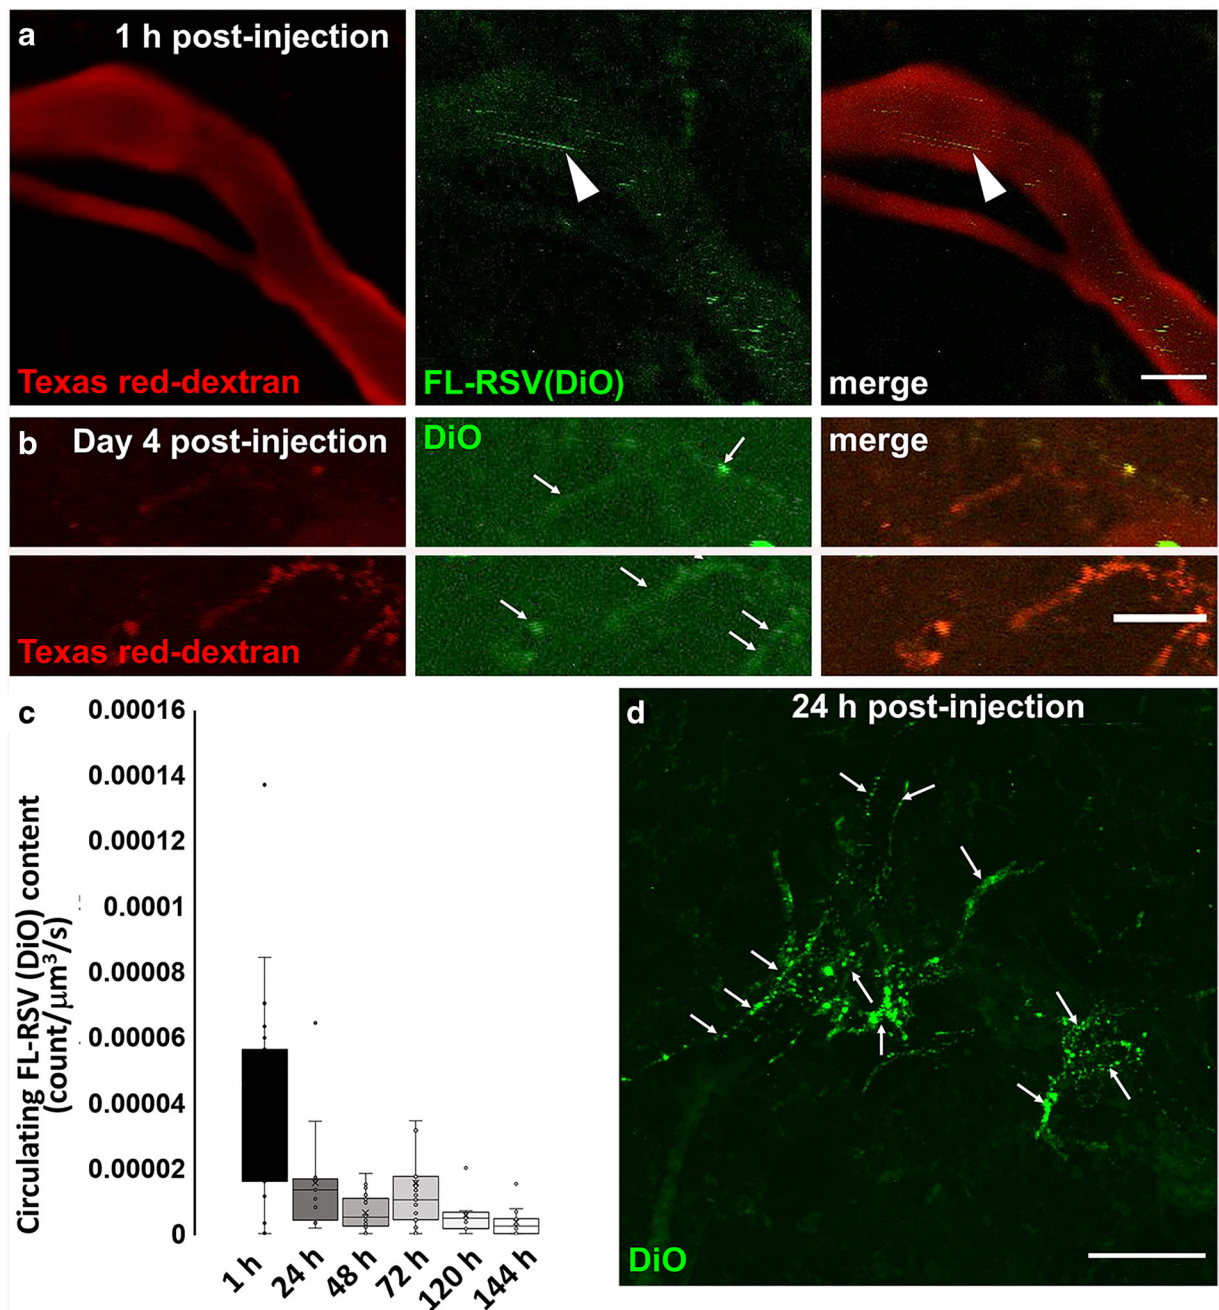 a
1 h post-injection
Texas red-dextran
FL-RSV(DiO)
merge
b
Day 4 post-injection
DiO
merge
Texas red-dextran
c
Circulating FL-RSV (DiO) content
(count/μm³/s)
0.00016
0.00014
0.00012
0.0001
0.00008
0.00006
0.00004
0.00002
0
1 h
24 h
48 h
72 h
120 h
144 h
d
24 h post-injection
DiO